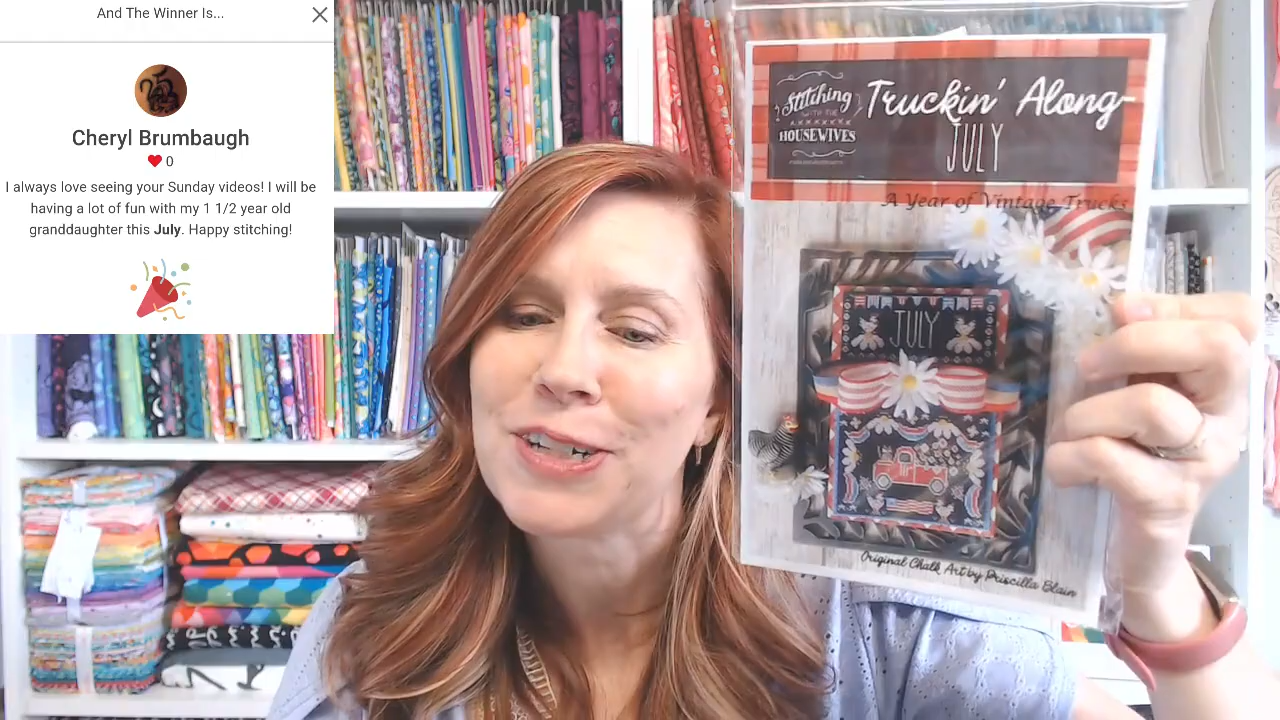 And The Winner Is...
Cheryl Brumbaugh
0
I always love seeing your Sunday videos! I will be
having a lot of fun with my 1 1/2 year old
granddaughter this July. Happy stitching!
Stitching
WITH THE
HOUSEWIVES
Truckin' Along
JULY
A Year of Vintage Trucks
JULY
Original Chalk Art by Priscilla Blain